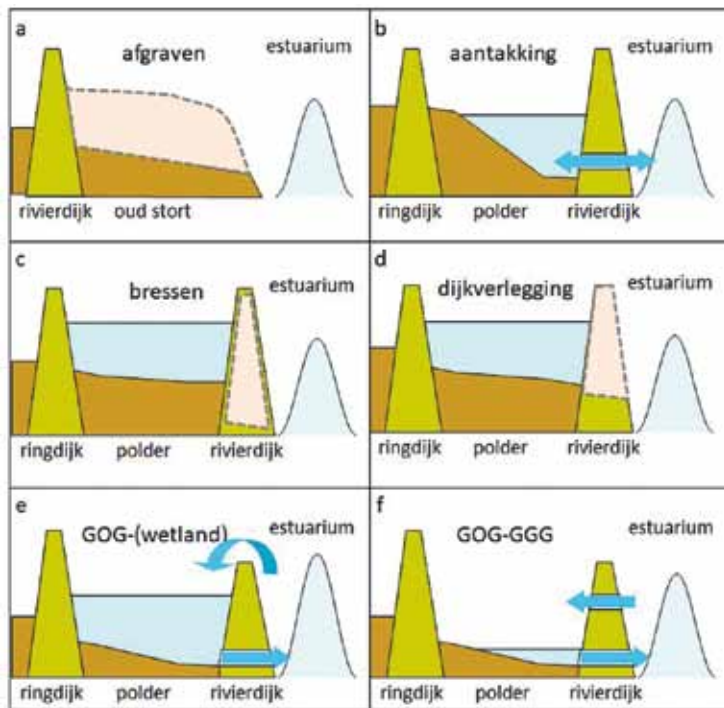 a
afgraven
estuarium
rivierdijk oud stort
b
aantakking
estuarium
ringdijk polder rivierdijk
c
bressen
estuarium
ringdijk polder rivierdijk
d
dijkverlegging
estuarium
ringdijk polder rivierdijk
e
GOG-(wetland)
estuarium
ringdijk polder rivierdijk
f
GOG-GGG
estuarium
ringdijk polder rivierdijk